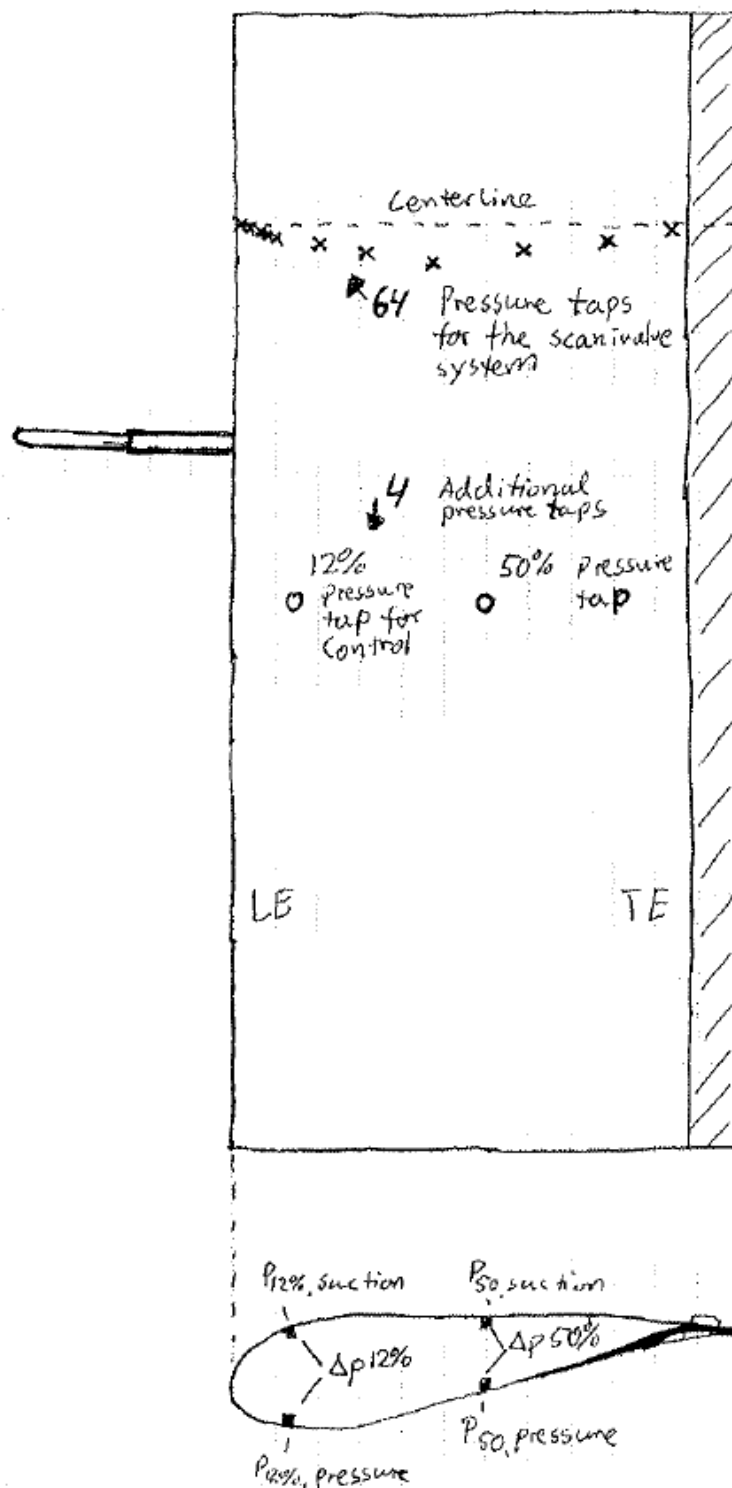 Centerline
64 Pressure taps
for the scanivalve
system
4 Additional
pressure taps
12%
pressure
tap for
Control
50% pressure
tap
LE
TE
P12%, suction
P50, suction
Δp 12%
Δp 50%
P50, pressure
P12%, pressure